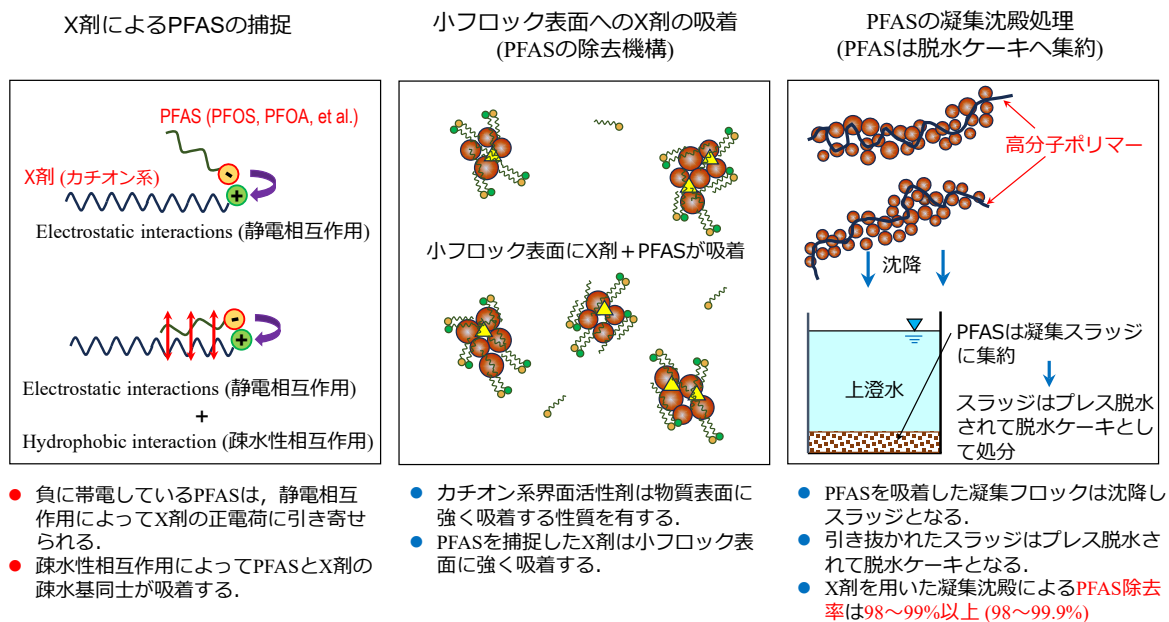 X剤によるPFASの捕捉
PFAS (PFOS, PFOA, et al.)
X剤 (カチオン系)
-
+
Electrostatic interactions (静電相互作用)
-
+
Electrostatic interactions (静電相互作用)
+
Hydrophobic interaction (疎水性相互作用)
● 負に帯電しているPFASは，静電相互
作用によってX剤の正電荷に引き寄せ
られる．
● 疎水性相互作用によってPFASとX剤の
疎水基同士が吸着する．
小フロック表面へのX剤の吸着
(PFASの除去機構)
小フロック表面にX剤＋PFASが吸着
● カチオン系界面活性剤は物質表面に
強く吸着する性質を有する．
● PFASを捕捉したX剤は小フロック表
面に強く吸着する．
PFASの凝集沈殿処理
(PFASは脱水ケーキへ集約)
高分子ポリマー
沈降
PFASは凝集スラッジ
に集約
上澄水
スラッジはプレス脱水
されて脱水ケーキとし
て処分
● PFASを吸着した凝集フロックは沈降し
スラッジとなる．
● 引き抜かれたスラッジはプレス脱水さ
れて脱水ケーキとなる．
● X剤を用いた凝集沈殿によるPFAS除去
率は98～99%以上 (98～99.9%)